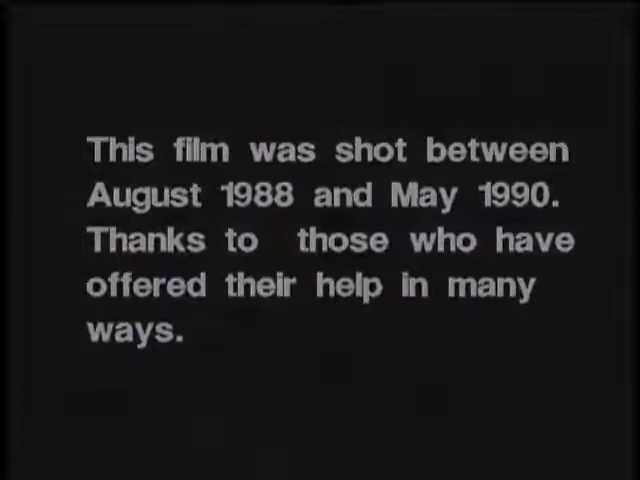 This film was shot between
August 1988 and May 1990.
Thanks to those who have
offered their help in many
ways.